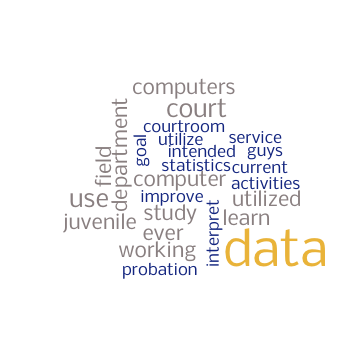 computers
court
department
courtroom
goal
utilize
service
intended
guys
field
statistics
current
computer
activities
use
improve
utilized
study
interpret
learn
juvenile
ever
data
working
probation